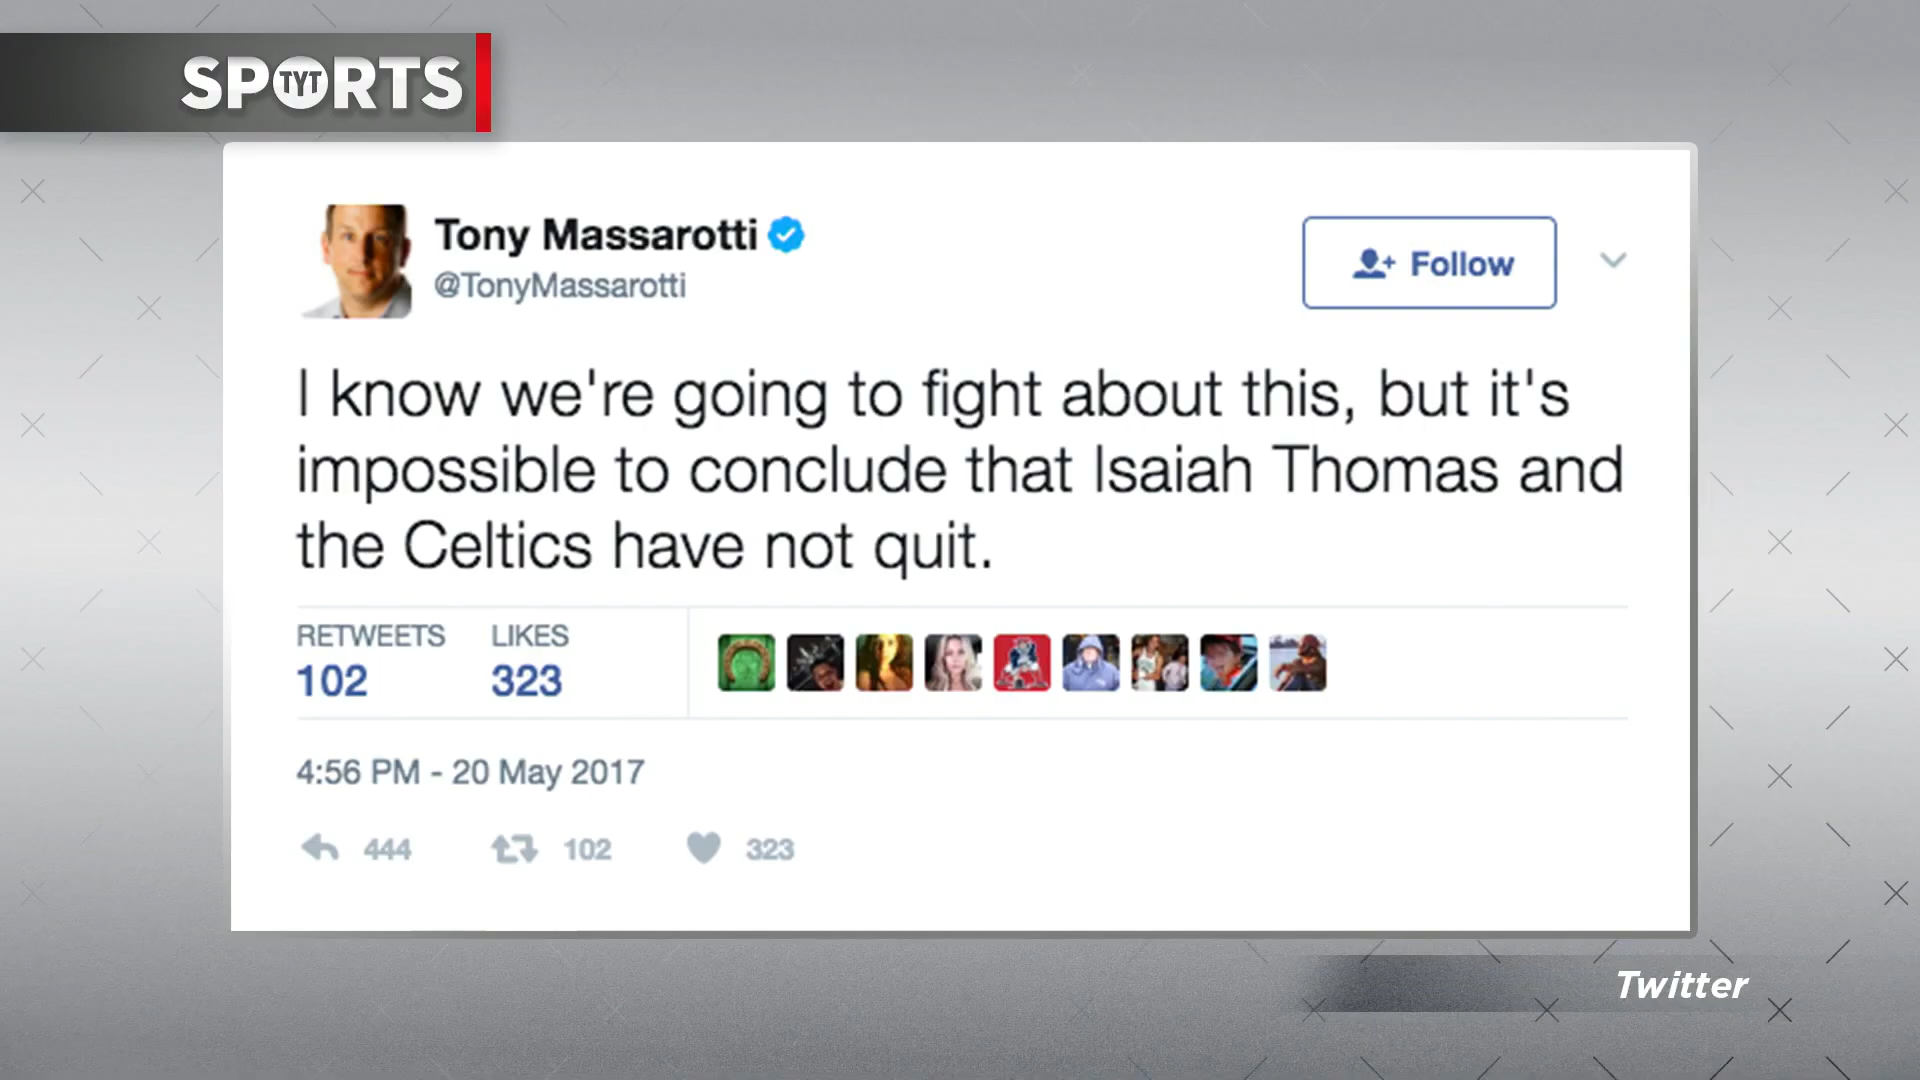 SPORTS
TYT
Tony Massarotti
@TonyMassarotti
Follow
I know we're going to fight about this, but it's
impossible to conclude that Isaiah Thomas and
the Celtics have not quit.
RETWEETS LIKES
102 323
4:56 PM - 20 May 2017
444 102 323
Twitter